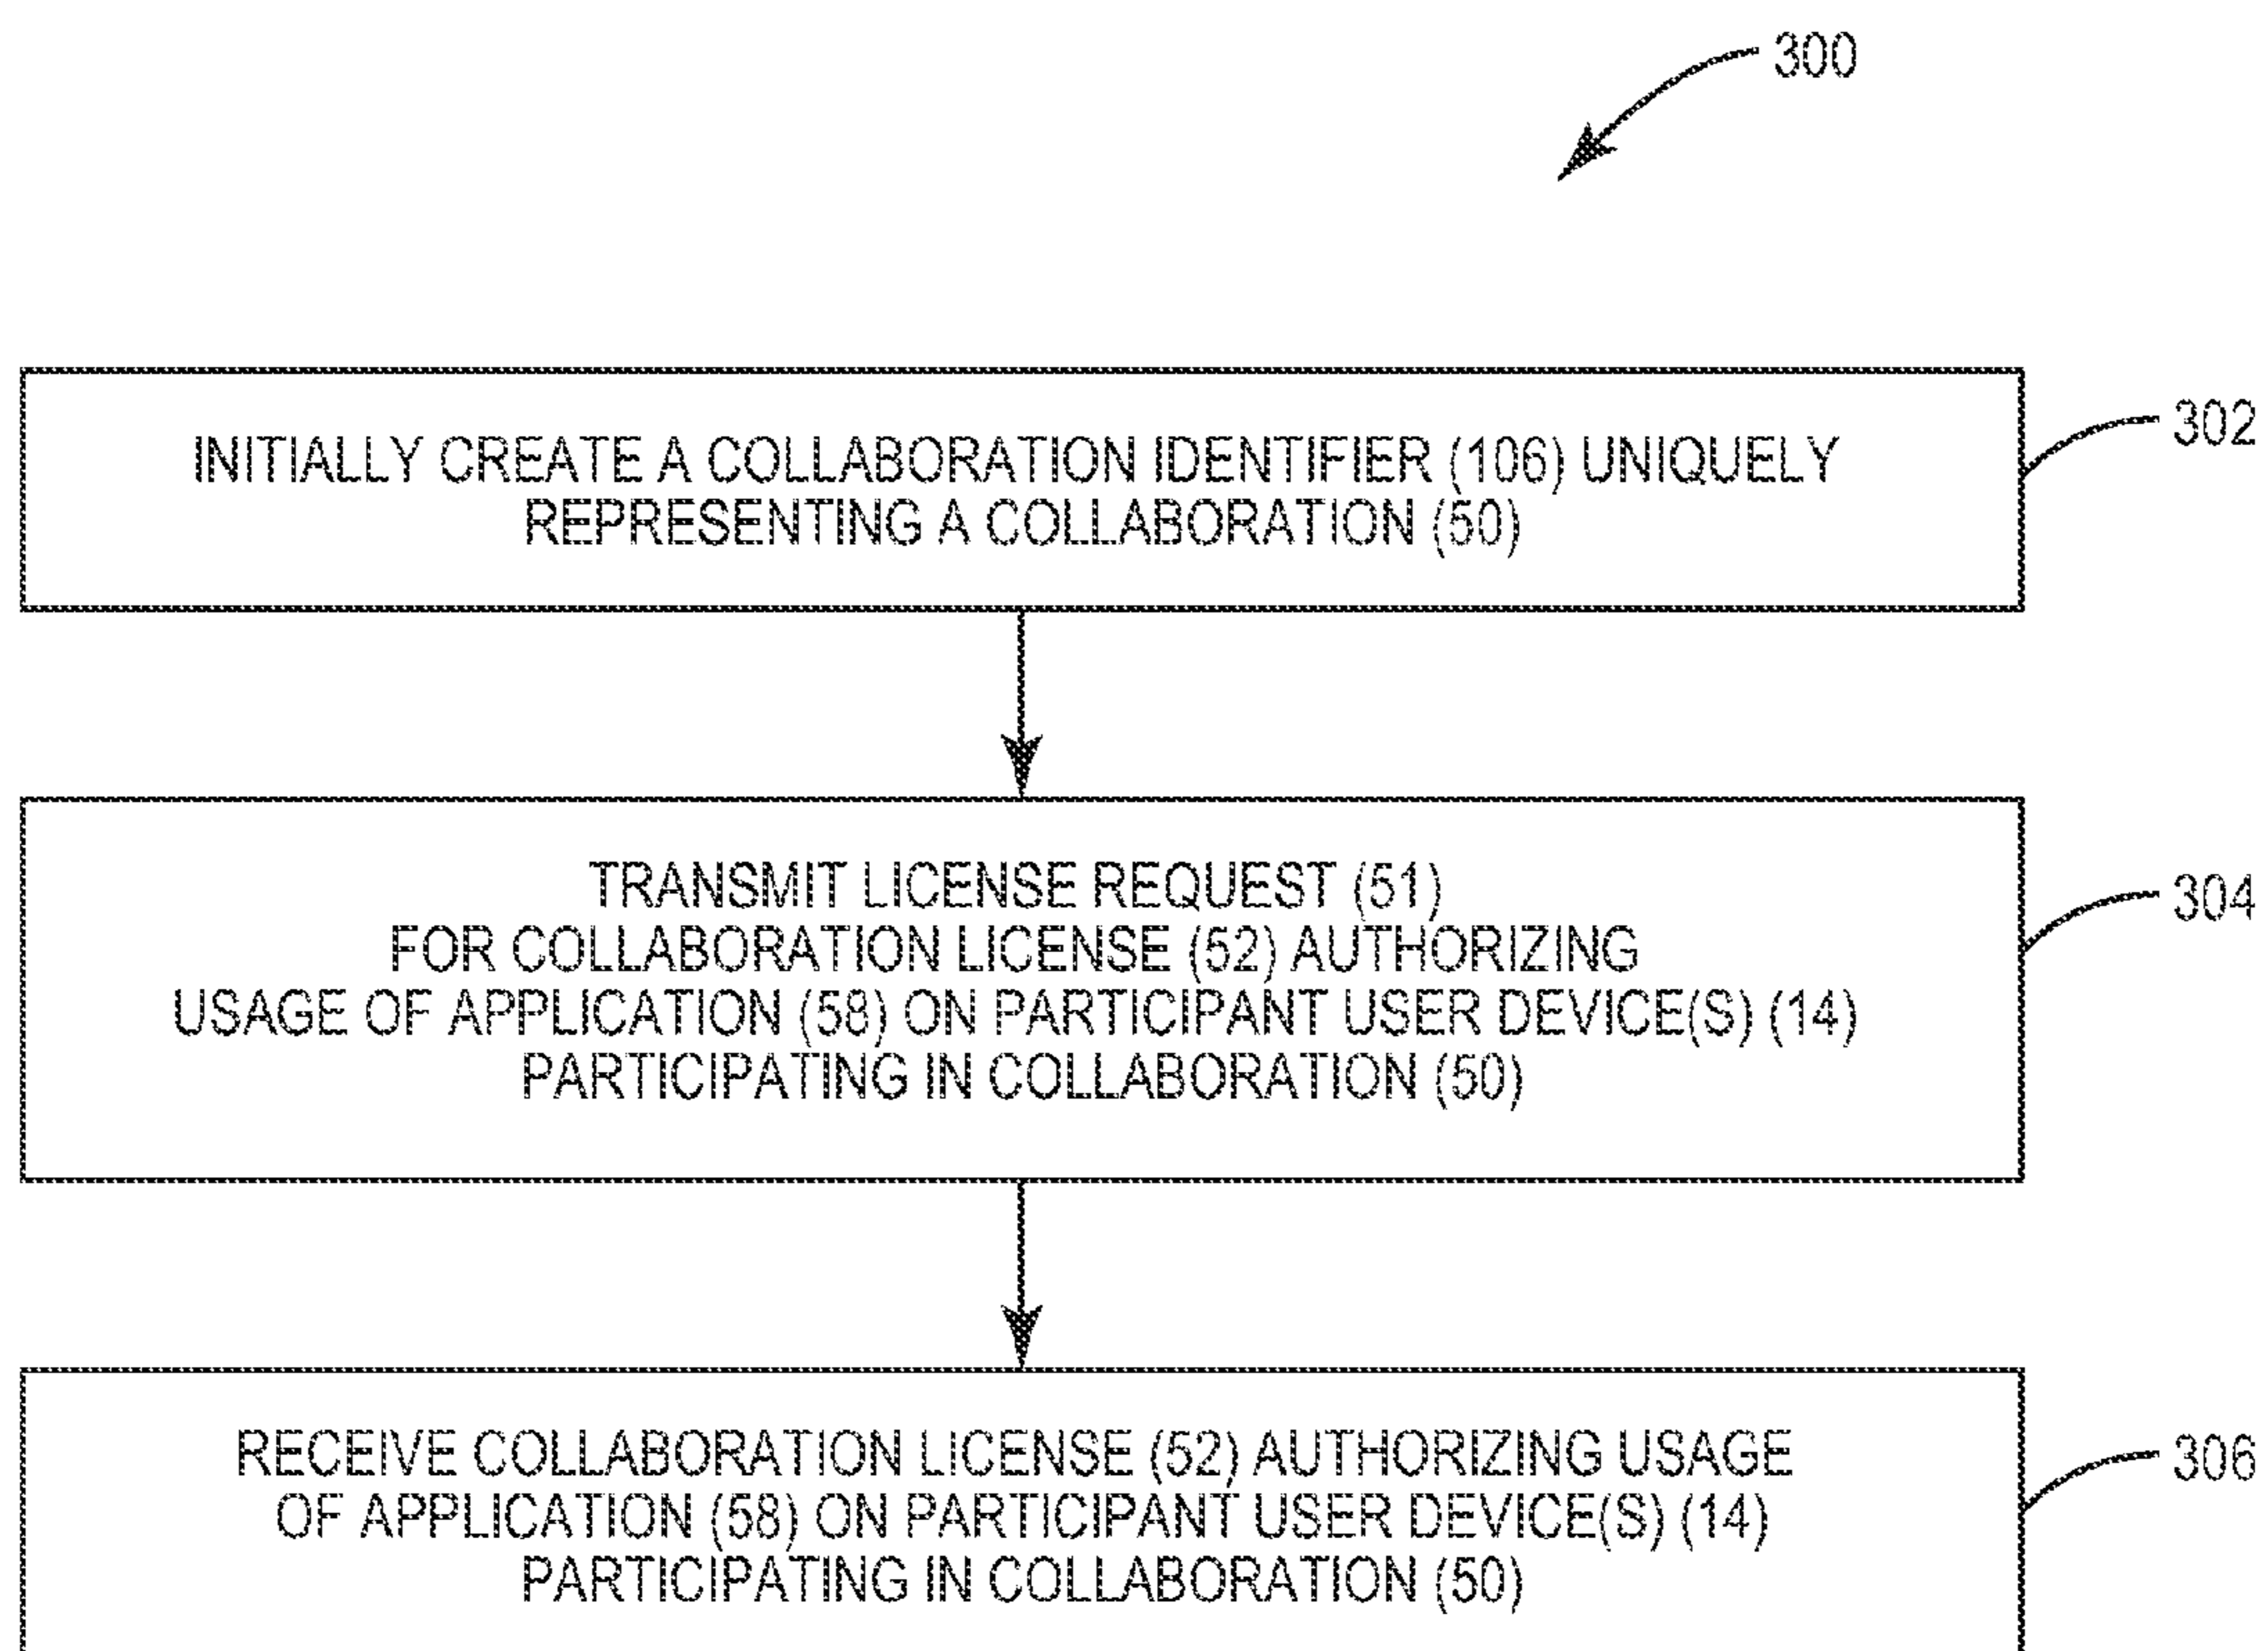 300
INITIALLY CREATE A COLLABORATION IDENTIFIER (106) UNIQUELY
REPRESENTING A COLLABORATION (50)
302
TRANSMIT LICENSE REQUEST (51)
FOR COLLABORATION LICENSE (52) AUTHORIZING
USAGE OF APPLICATION (58) ON PARTICIPANT USER DEVICE(S) (14)
PARTICIPATING IN COLLABORATION (50)
304
RECEIVE COLLABORATION LICENSE (52) AUTHORIZING USAGE
OF APPLICATION (58) ON PARTICIPANT USER DEVICE(S) (14)
PARTICIPATING IN COLLABORATION (50)
306